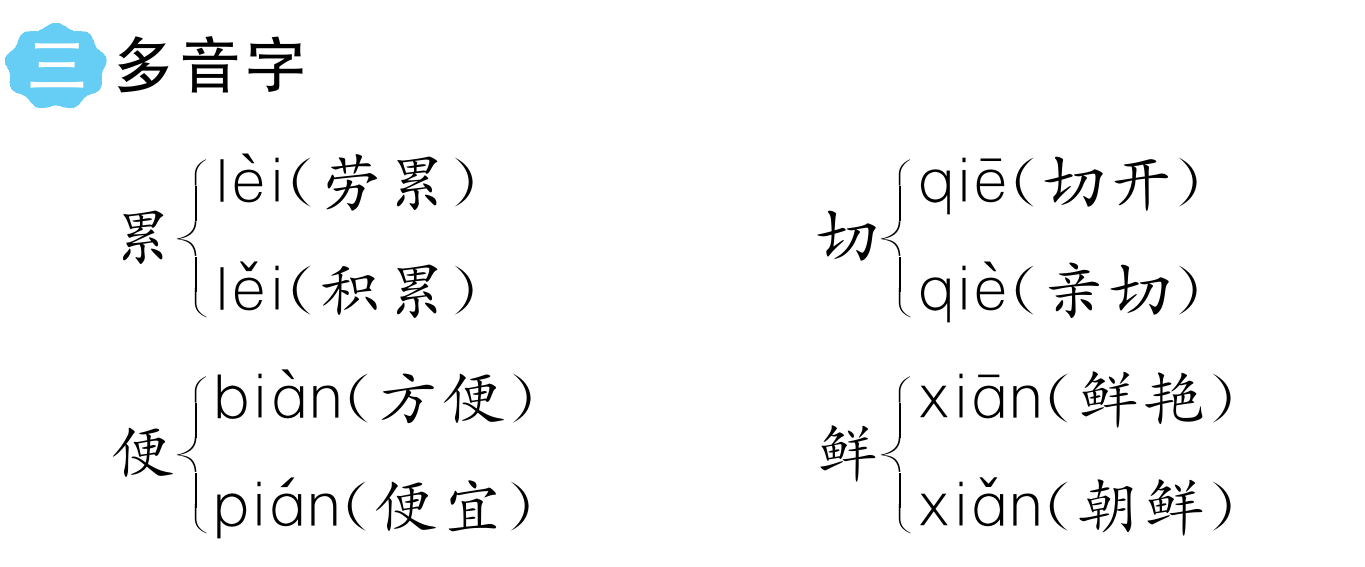 三 多音字
累 lèi(劳累)
lěi(积累)
切 qiē(切开)
qiè(亲切)
便 biàn(方便)
pián(便宜)
鲜 xiān(鲜艳)
xiǎn(朝鲜)